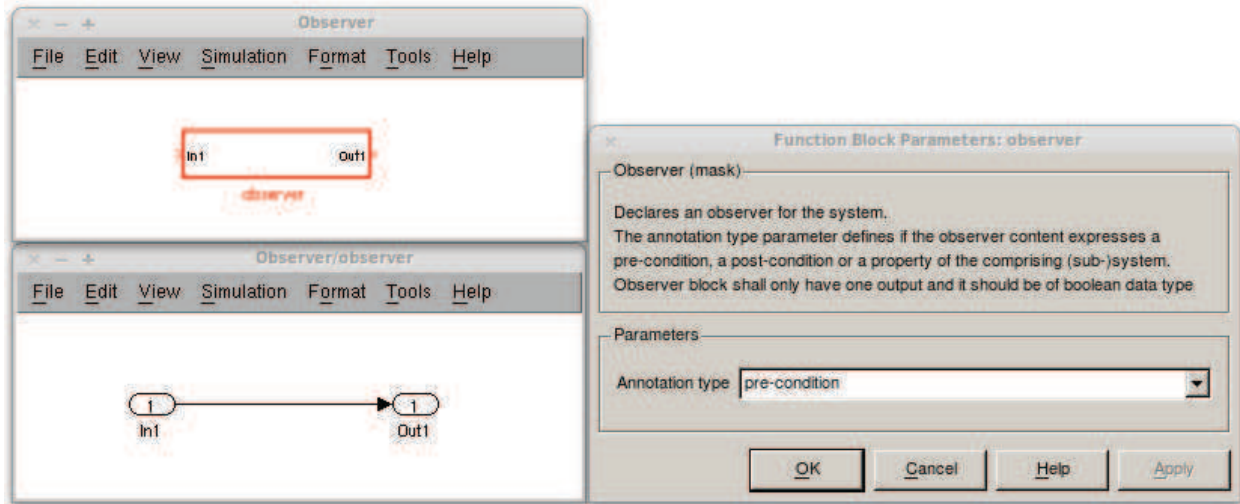 Observer
File Edit View Simulation Format Tools Help
In1 Out1
observer
Observer/observer
File Edit View Simulation Format Tools Help
1 1
In1 Out1
Function Block Parameters: observer
Observer (mask)
Declares an observer for the system.
The annotation type parameter defines if the observer content expresses a
pre-condition, a post-condition or a property of the comprising (sub-)system.
Observer block shall only have one output and it should be of boolean data type
Parameters
Annotation type pre-condition
OK Cancel Help Apply